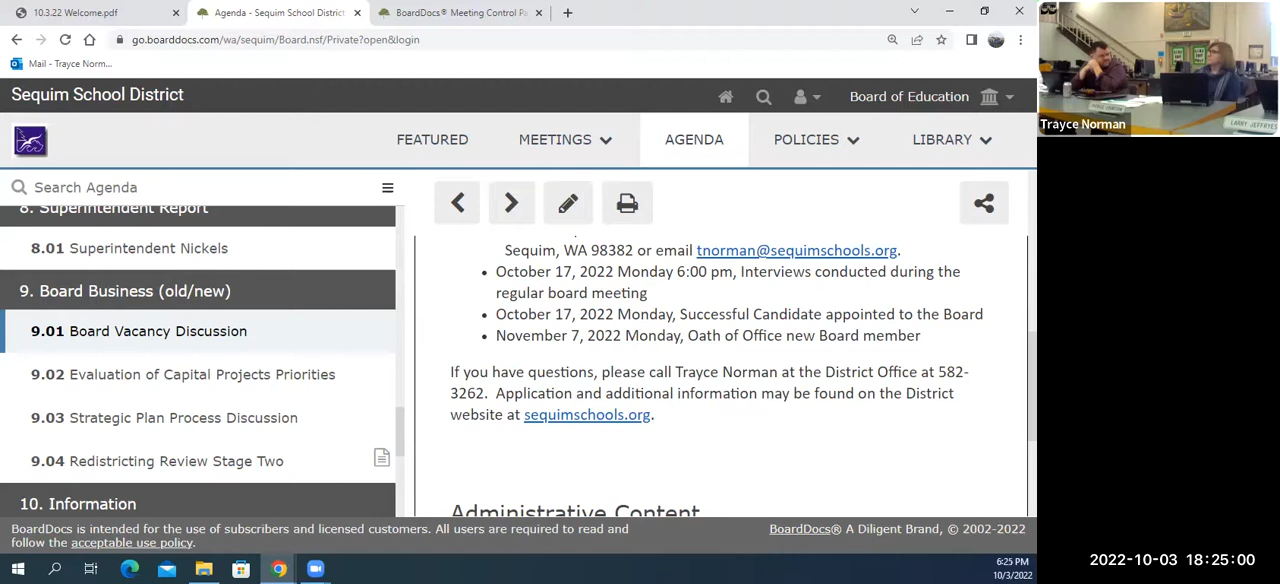 10.3.22 Welcome.pdf
Agenda - Sequim School District
BoardDocs® Meeting Control Pa
go.boarddocs.com/wa/sequim/Board.nsf/Private?open&login
Mail - Trayce Norm...
Sequim School District
Board of Education
FEATURED
MEETINGS
AGENDA
POLICIES
LIBRARY
Search Agenda
8. Superintendent Report
8.01 Superintendent Nickels
9. Board Business (old/new)
9.01 Board Vacancy Discussion
9.02 Evaluation of Capital Projects Priorities
9.03 Strategic Plan Process Discussion
9.04 Redistricting Review Stage Two
10. Information
Sequim, WA 98382 or email tnorman@sequimschools.org.
• October 17, 2022 Monday 6:00 pm, Interviews conducted during the
regular board meeting
• October 17, 2022 Monday, Successful Candidate appointed to the Board
• November 7, 2022 Monday, Oath of Office new Board member
If you have questions, please call Trayce Norman at the District Office at 582-
3262. Application and additional information may be found on the District
website at sequimschools.org.
Administrative Content
BoardDocs is intended for the use of subscribers and licensed customers. All users are required to read and
follow the acceptable use policy.
BoardDocs® A Diligent Brand, © 2002-2022
6:25 PM
10/3/2022
Trayce Norman
LARRY JEFFRYES
2022-10-03 18:25:00